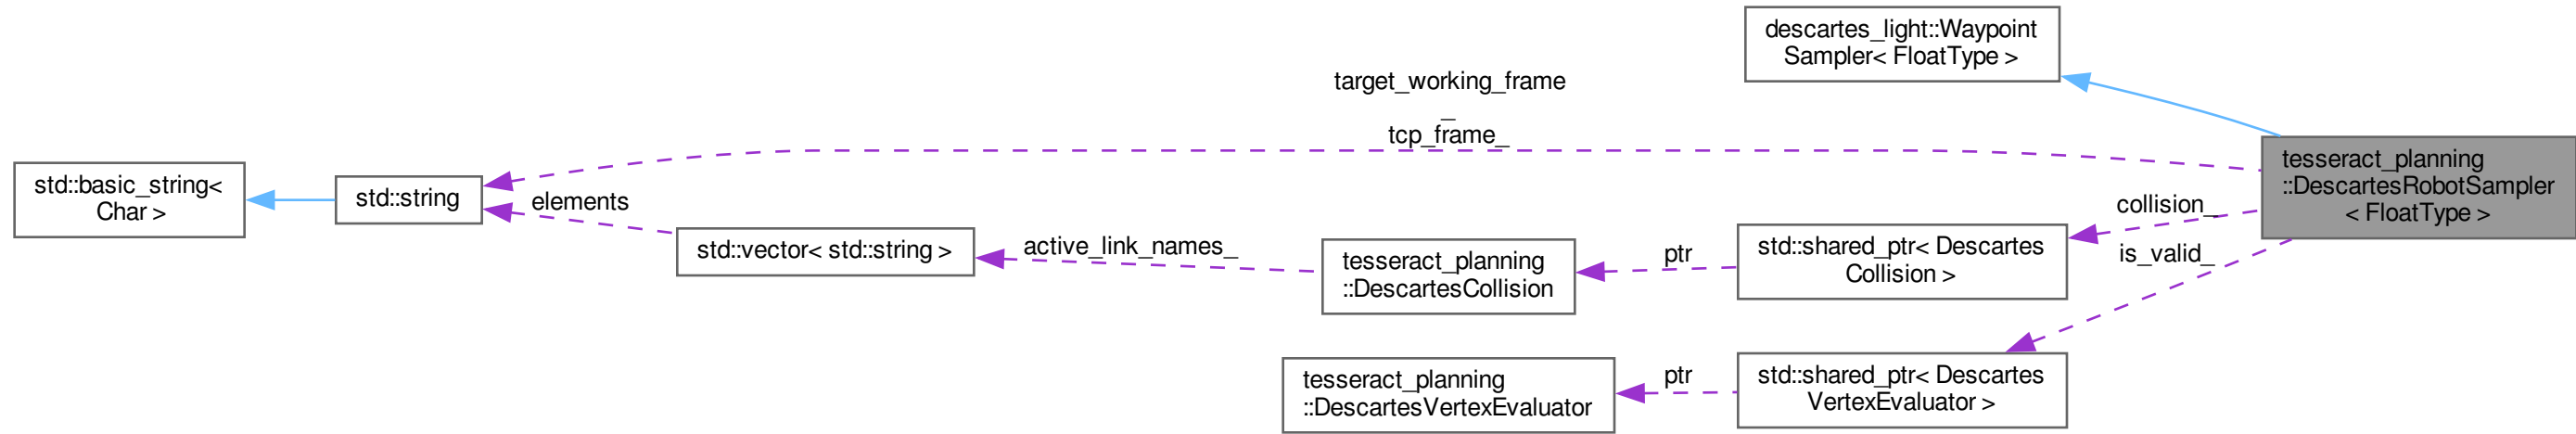 descartes_light::Waypoint
Sampler< FloatType >
target_working_frame
_
tcp_frame_
tesseract_planning
::DescartesRobotSampler
< FloatType >
std::basic_string<
Char >
std::string
elements
collision_
std::vector< std::string >
active_link_names_
tesseract_planning
::DescartesCollision
ptr
std::shared_ptr< Descartes
Collision >
is_valid_
tesseract_planning
::DescartesVertexEvaluator
ptr
std::shared_ptr< Descartes
VertexEvaluator >